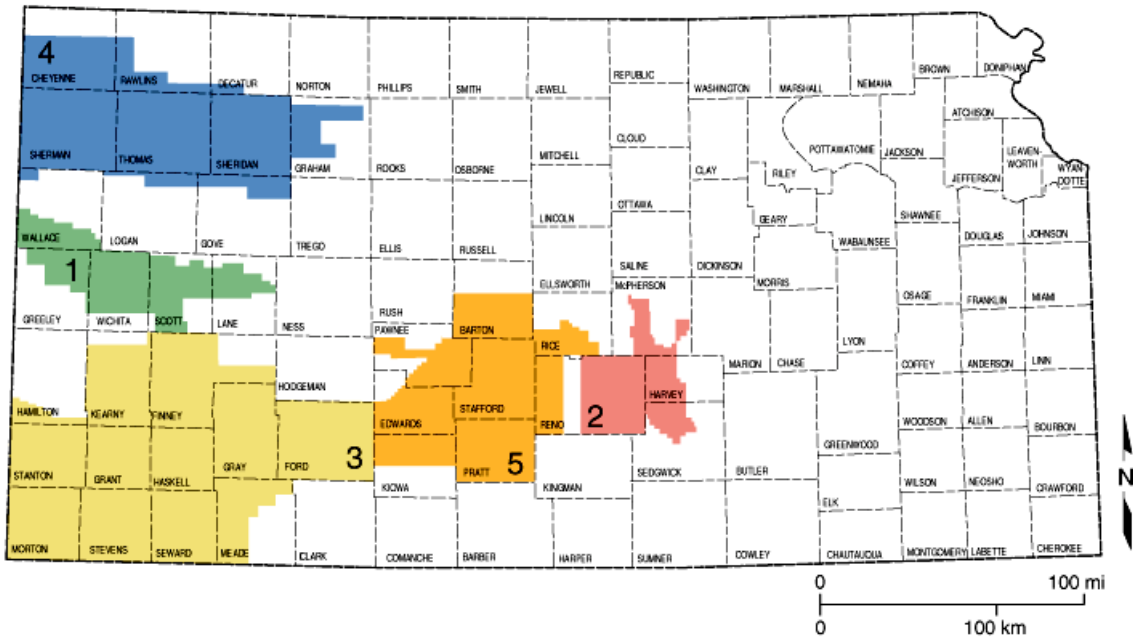 4
CHEYENNE RAWLINS DECATUR NORTON PHILLIPS SMITH JEWELL REPUBLIC WASHINGTON MARSHALL NEMAHA BROWN DONIPHAN
ATCHISON
CLOUD
SHERMAN THOMAS SHERIDAN GRAHAM ROOKS OSBORNE MITCHELL CLAY RILEY POTTAWATOMIE JACKSON JEFFERSON LEAVEN
WORTH WYAN
DOTTE
OTTAWA
WALLACE LOGAN GOVE TREGO ELLIS RUSSELL LINCOLN GEARY WABAUNSEE SHAWNEE DOUGLAS JOHNSON
1
SALINE DICKINSON MORRIS
ELLSWORTH McPHERSON OSAGE FRANKLIN MIAMI
GREELEY WICHITA SCOTT LANE NESS RUSH
PAWNEE BARTON RICE MARION CHASE LYON COFFEY ANDERSON LINN
HODGEMAN
HAMILTON KEARNY FINNEY EDWARDS STAFFORD RENO 2 HARVEY WOODSON ALLEN BOURBON
GREENWOOD
STANTON GRANT HASKELL GRAY FORD 3 PRATT 5 SEDGWICK BUTLER
KIOWA KINGMAN WILSON NEOSHO CRAWFORD
ELK
MORTON STEVENS SEWARD MEADE CLARK COMANCHE BARBER HARPER SUMNER COWLEY CHAUTAUQUA MONTGOMERY LABETTE CHEROKEE
N
0 100 mi
0 100 km